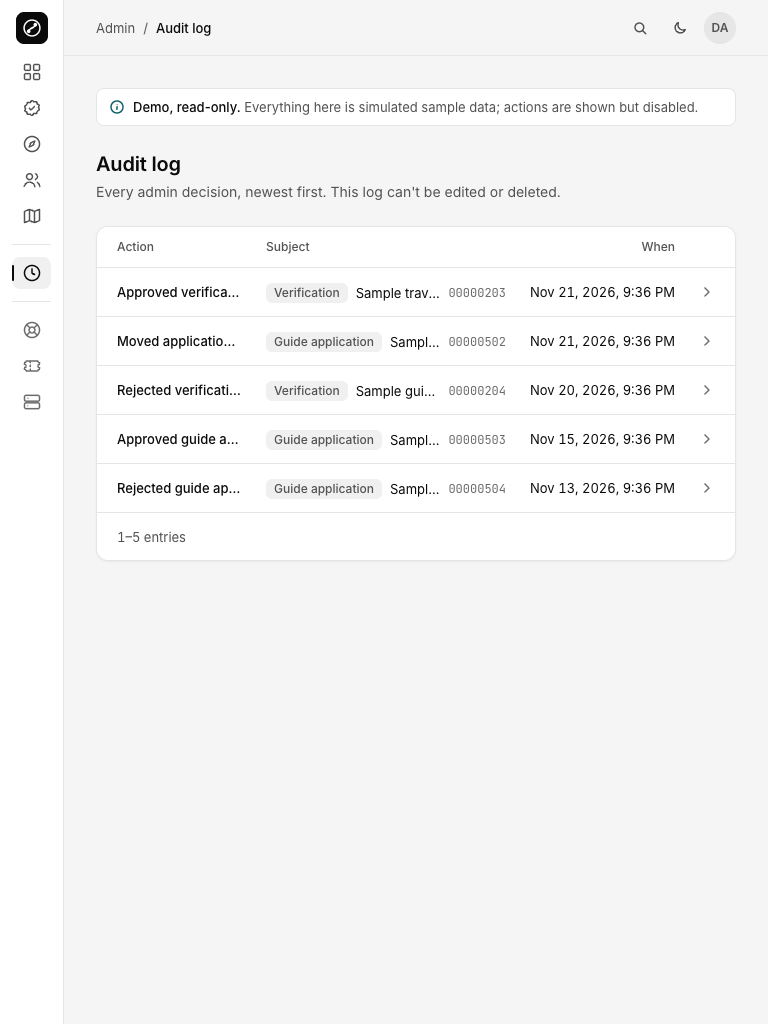 Admin / Audit log
DA
Demo, read-only. Everything here is simulated sample data; actions are shown but disabled.
Audit log
Every admin decision, newest first. This log can't be edited or deleted.
Action Subject When
Approved verifica... Verification Sample trav... 00000203 Nov 21, 2026, 9:36 PM
Moved applicatio... Guide application Sampl... 00000502 Nov 21, 2026, 9:36 PM
Rejected verificati... Verification Sample gui... 00000204 Nov 20, 2026, 9:36 PM
Approved guide a... Guide application Sampl... 00000503 Nov 15, 2026, 9:36 PM
Rejected guide ap... Guide application Sampl... 00000504 Nov 13, 2026, 9:36 PM
1–5 entries